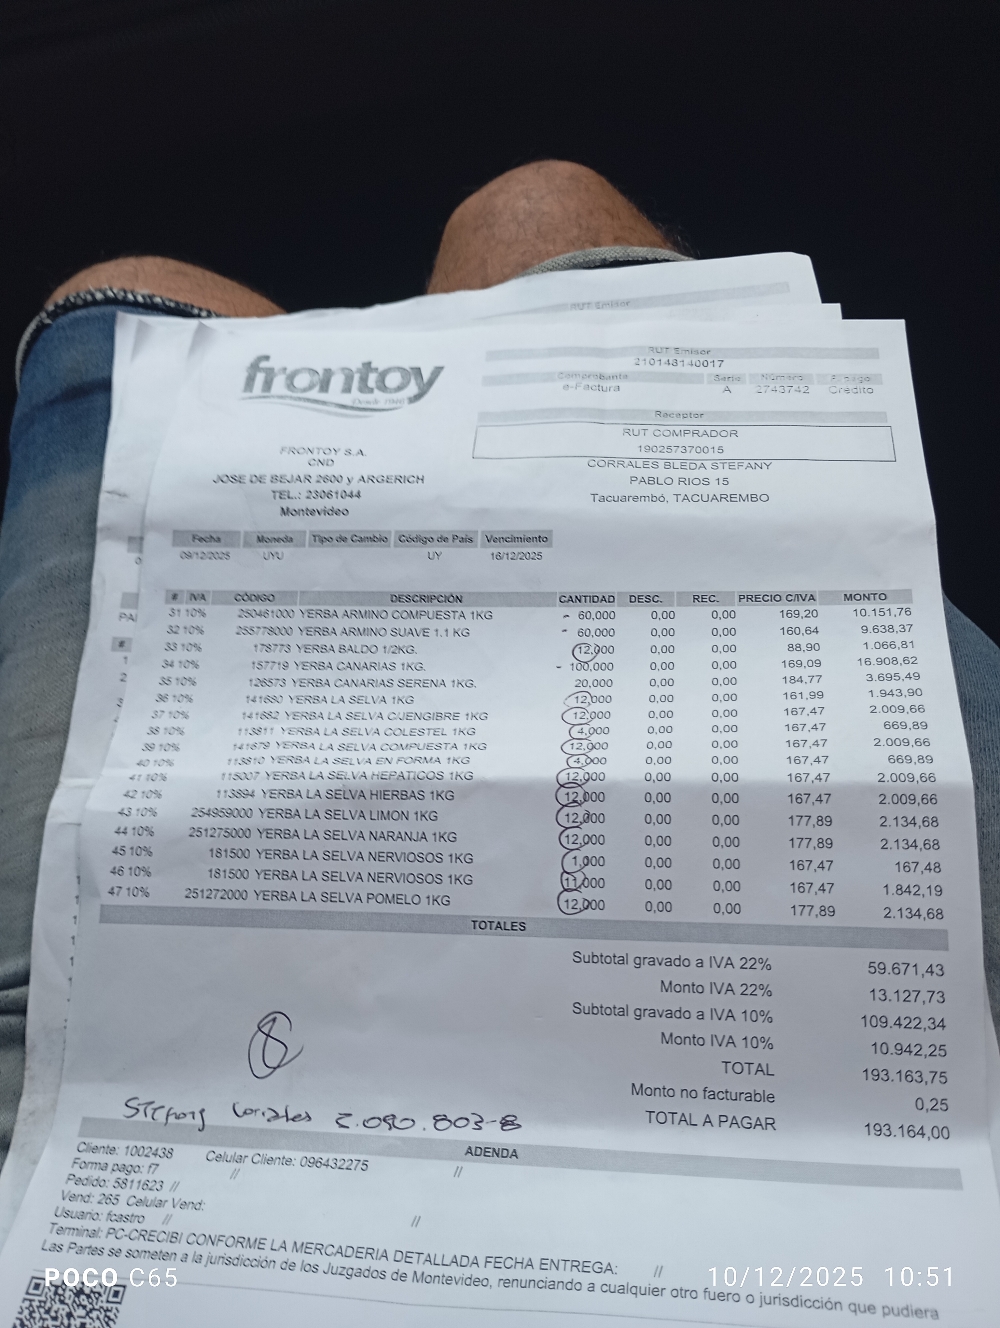 RUT Emisor
frontoy
Desde 1980
RUT Emisor
210148140017
Comprobante Serie Número F. pago
e-Factura A 2743742 Crédito
Receptor
RUT COMPRADOR
190257370015
CORRALES BLEDA STEFANY
PABLO RIOS 15
Tacuarembó, TACUAREMBO
FRONTOY S.A.
CND
JOSE DE BEJAR 2600 y ARGERICH
TEL.: 23061044
Montevideo
Fecha Moneda Tipo de Cambio Código de País Vencimiento
09/12/2025 UYU UY 16/12/2025
# IVA CÓDIGO DESCRIPCIÓN CANTIDAD DESC. REC. PRECIO C/IVA MONTO
31 10% 250461000 YERBA ARMINO COMPUESTA 1KG - 60,000 0,00 0,00 169,20 10.151,76
32 10% 255778000 YERBA ARMINO SUAVE 1.1 KG - 60,000 0,00 0,00 160,64 9.638,37
33 10% 178773 YERBA BALDO 1/2KG. 12,000 0,00 0,00 88,90 1.066,81
34 10% 157719 YERBA CANARIAS 1KG. - 100,000 0,00 0,00 169,09 16.908,62
35 10% 126573 YERBA CANARIAS SERENA 1KG. 20,000 0,00 0,00 184,77 3.695,49
36 10% 141680 YERBA LA SELVA 1KG 12,000 0,00 0,00 161,99 1.943,90
37 10% 141682 YERBA LA SELVA CJENGIBRE 1KG 12,000 0,00 0,00 167,47 2.009,66
38 10% 113811 YERBA LA SELVA COLESTEL 1KG 4,000 0,00 0,00 167,47 669,89
39 10% 141679 YERBA LA SELVA COMPUESTA 1KG 12,000 0,00 0,00 167,47 2.009,66
40 10% 113810 YERBA LA SELVA EN FORMA 1KG 4,000 0,00 0,00 167,47 669,89
41 10% 115007 YERBA LA SELVA HEPATICOS 1KG 12,000 0,00 0,00 167,47 2.009,66
42 10% 113894 YERBA LA SELVA HIERBAS 1KG 12,000 0,00 0,00 167,47 2.009,66
43 10% 254959000 YERBA LA SELVA LIMON 1KG 12,000 0,00 0,00 177,89 2.134,68
44 10% 251275000 YERBA LA SELVA NARANJA 1KG 12,000 0,00 0,00 177,89 2.134,68
45 10% 181500 YERBA LA SELVA NERVIOSOS 1KG 1,000 0,00 0,00 167,47 167,48
46 10% 181500 YERBA LA SELVA NERVIOSOS 1KG 11,000 0,00 0,00 167,47 1.842,19
47 10% 251272000 YERBA LA SELVA POMELO 1KG 12,000 0,00 0,00 177,89 2.134,68
TOTALES
Subtotal gravado a IVA 22% 59.671,43
Monto IVA 22% 13.127,73
Subtotal gravado a IVA 10% 109.422,34
Monto IVA 10% 10.942,25
TOTAL 193.163,75
Monto no facturable 0,25
TOTAL A PAGAR 193.164,00
8
Stefany Corrales 5.090.803-8
ADENDA
Cliente: 1002438 Celular Cliente: 096432275 //
Forma pago: f7 //
Pedido: 5811623 //
Vend: 265 Celular Vend:
Usuario: fcastro // //
Terminal: PC-CRECIBI CONFORME LA MERCADERIA DETALLADA FECHA ENTREGA: //
Las Partes se someten a la jurisdicción de los Juzgados de Montevideo, renunciando a cualquier otro fuero o jurisdicción que pudiera
POCO C65
10/12/2025 10:51